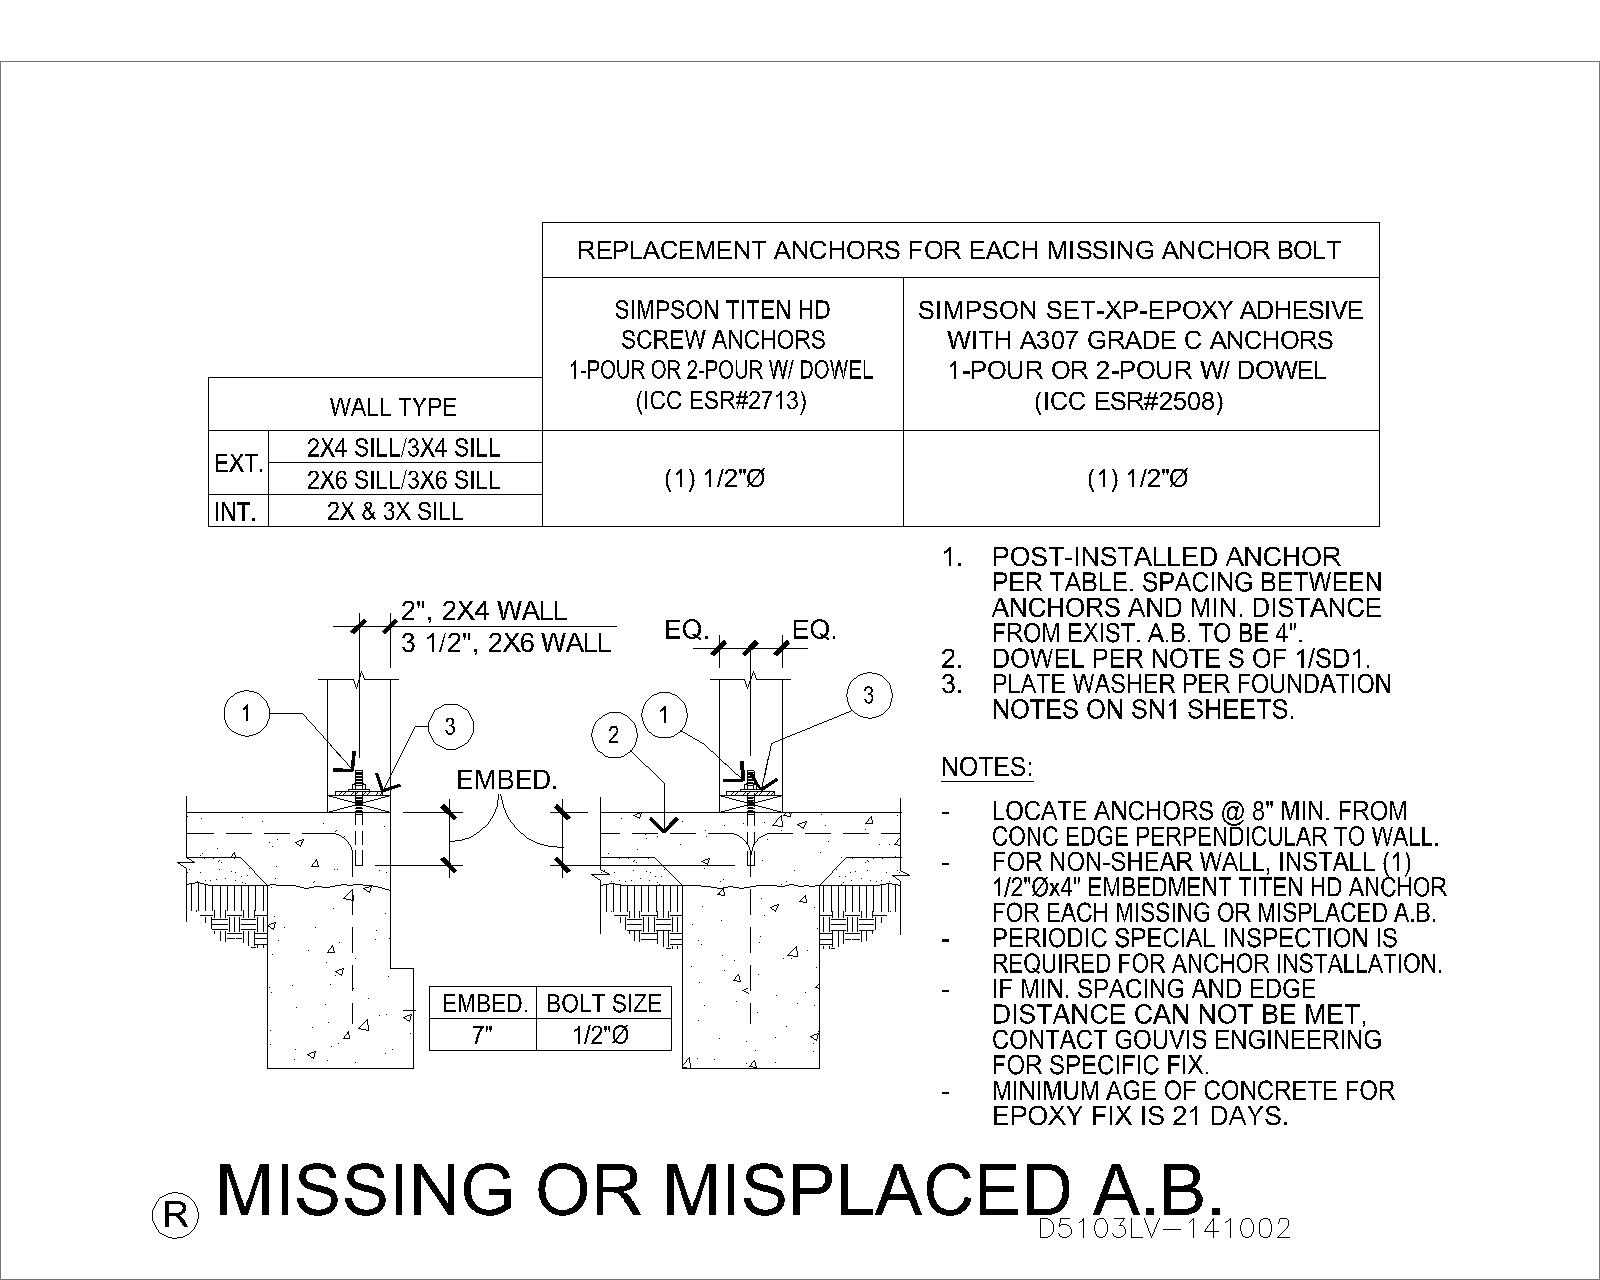 REPLACEMENT ANCHORS FOR EACH MISSING ANCHOR BOLT
SIMPSON TITEN HD
SCREW ANCHORS
1-POUR OR 2-POUR W/ DOWEL
(ICC ESR#2713)
SIMPSON SET-XP-EPOXY ADHESIVE
WITH A307 GRADE C ANCHORS
1-POUR OR 2-POUR W/ DOWEL
(ICC ESR#2508)
WALL TYPE
EXT.
2X4 SILL/3X4 SILL
2X6 SILL/3X6 SILL
INT.
2X & 3X SILL
(1) 1/2"Ø
(1) 1/2"Ø
2", 2X4 WALL
3 1/2", 2X6 WALL
1
3
EMBED.
EQ.
EQ.
2
1
3
EMBED.
BOLT SIZE
7"
1/2"Ø
1. POST-INSTALLED ANCHOR
PER TABLE. SPACING BETWEEN
ANCHORS AND MIN. DISTANCE
FROM EXIST. A.B. TO BE 4".
2. DOWEL PER NOTE S OF 1/SD1.
3. PLATE WASHER PER FOUNDATION
NOTES ON SN1 SHEETS.
NOTES:
- LOCATE ANCHORS @ 8" MIN. FROM
CONC EDGE PERPENDICULAR TO WALL.
- FOR NON-SHEAR WALL, INSTALL (1)
1/2"Øx4" EMBEDMENT TITEN HD ANCHOR
FOR EACH MISSING OR MISPLACED A.B.
- PERIODIC SPECIAL INSPECTION IS
REQUIRED FOR ANCHOR INSTALLATION.
- IF MIN. SPACING AND EDGE
DISTANCE CAN NOT BE MET,
CONTACT GOUVIS ENGINEERING
FOR SPECIFIC FIX.
- MINIMUM AGE OF CONCRETE FOR
EPOXY FIX IS 21 DAYS.
R MISSING OR MISPLACED A.B.
D5103LV-141002